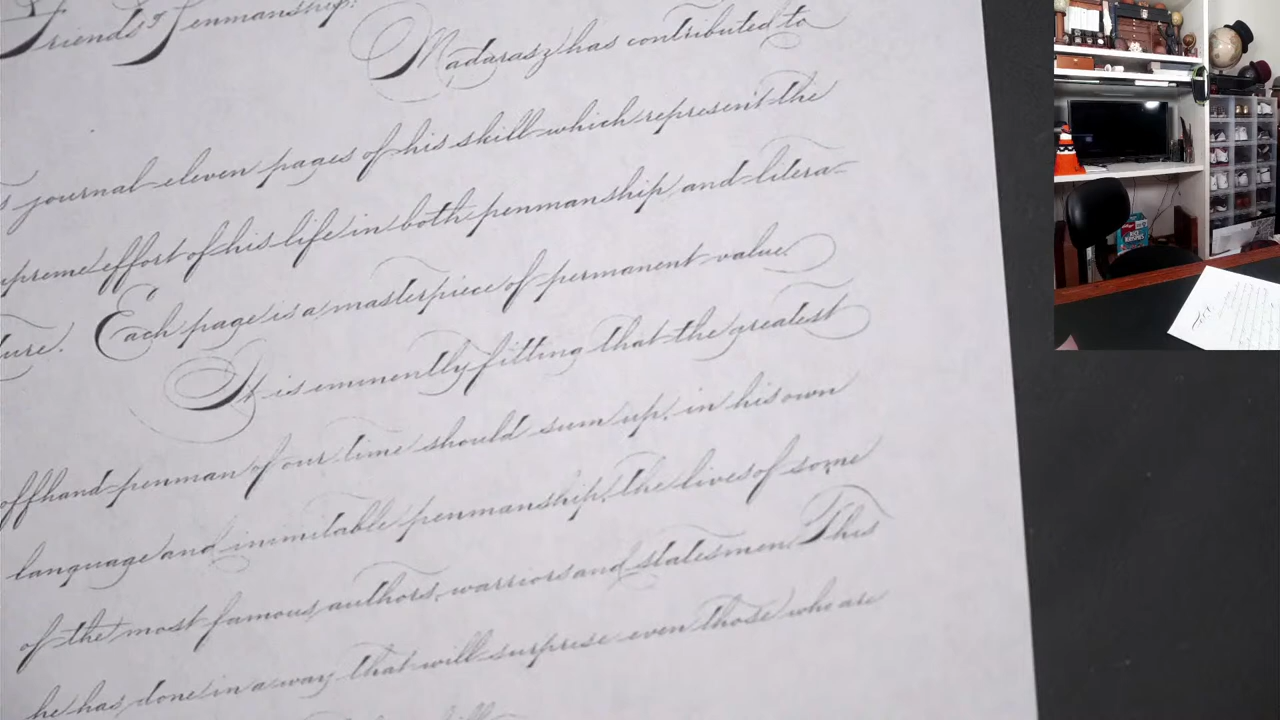 Friends of Penmanship:
Madarasz has contributed to
journal eleven pages of his skill which represent the
supreme effort of his life in both penmanship and litera-
ture. Each page is a masterpiece of permanent value.
It is eminently fitting that the greatest
offhand penman of our time should sum up, in his own
language and inimitable penmanship, the lives of some
of the most famous authors, warriors and statesmen. This
he has done in a way that will surprise even those who are